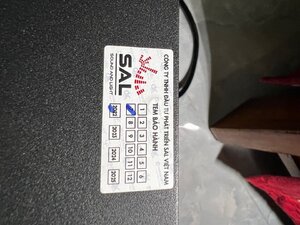 CÔNG TY TNHH ĐẦU TƯ PHÁT TRIỂN SAL VIỆT NAM
TEM BẢO HÀNH
SAL
SOUND AND LIGHT
1 2 3 4 5 6
8 9 10 11 12
2022 2023 2024 2025